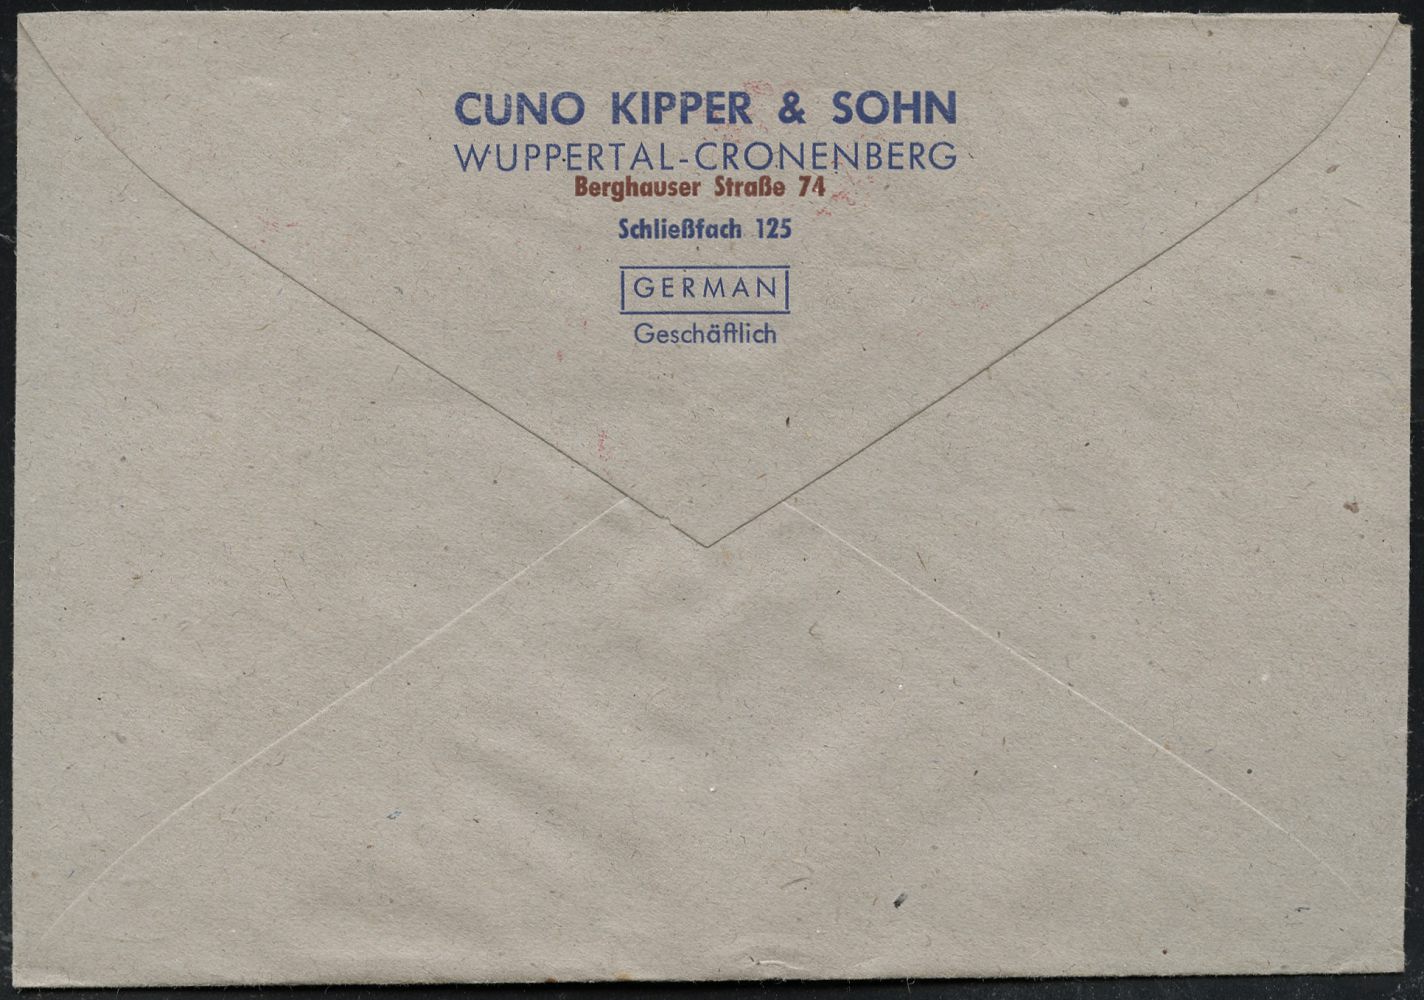 CUNO KIPPER & SOHN
WUPPERTAL-CRONENBERG
Berghauser Straße 74
Schließfach 125
GERMAN
Geschäftlich